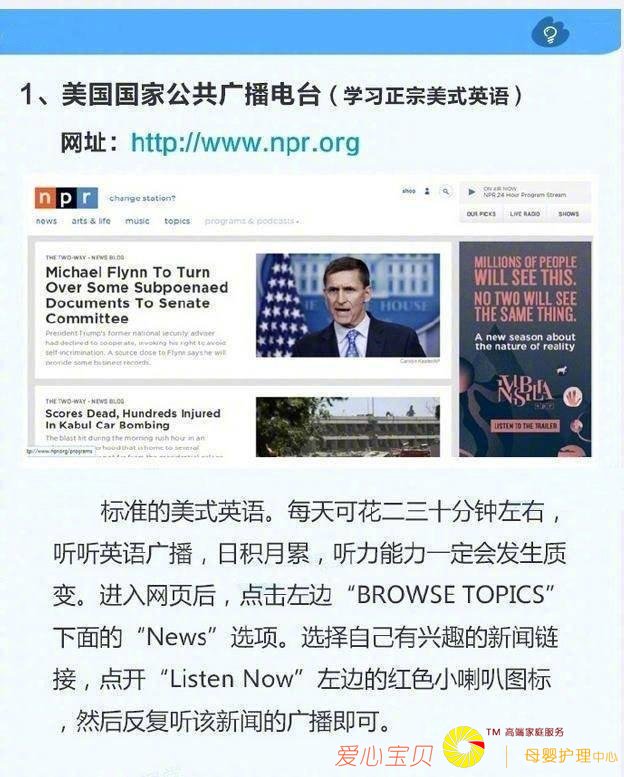 1、美国国家公共广播电台（学习正宗美式英语）
网址：http://www.npr.org
npr change station?
shop
ON AIR NOW
NPR 24 Hour Program Stream
news arts & life music topics programs & podcasts
OUR PICKS LIVE RADIO SHOWS
THE TWO-WAY - NEWS BLOG
Michael Flynn To Turn
Over Some Subpoenaed
Documents To Senate
Committee
President Trump's former national security adviser
had declined to cooperate, invoking his right to avoid
self-incrimination. A source close to Flynn says he will
provide some business records.
MILLIONS OF PEOPLE
WILL SEE THIS.
NO TWO WILL SEE
THE SAME THING.
A new season about
the nature of reality
INVISIBILIA
npr
LISTEN TO THE TRAILER
THE TWO-WAY - NEWS BLOG
Scores Dead, Hundreds Injured
In Kabul Car Bombing
The blast hit during the morning rush hour in an
标准的美式英语。每天可花二三十分钟左右，
听听英语广播，日积月累，听力能力一定会发生质
变。进入网页后，点击左边“BROWSE TOPICS”
下面的“News”选项。选择自己有兴趣的新闻链
接，点开“Listen Now”左边的红色小喇叭图标
，然后反复听该新闻的广播即可。
爱心宝贝 TM 高端家庭服务
母婴护理中心